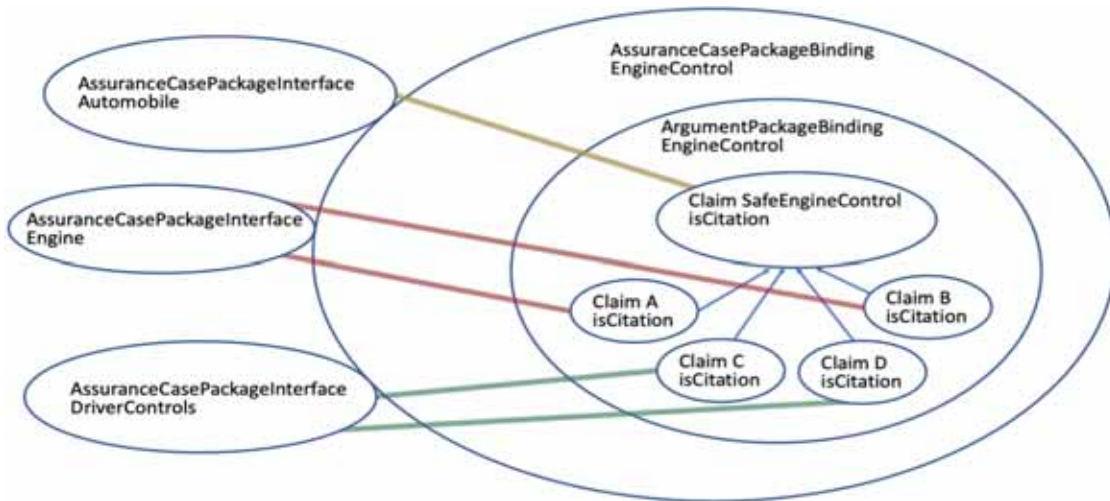 AssuranceCasePackageBinding
EngineControl
AssuranceCasePackageInterface
Automobile
ArgumentPackageBinding
EngineControl
Claim SafeEngineControl
isCitation
AssuranceCasePackageInterface
Engine
Claim A
isCitation
Claim B
isCitation
Claim C
isCitation
Claim D
isCitation
AssuranceCasePackageInterface
DriverControls